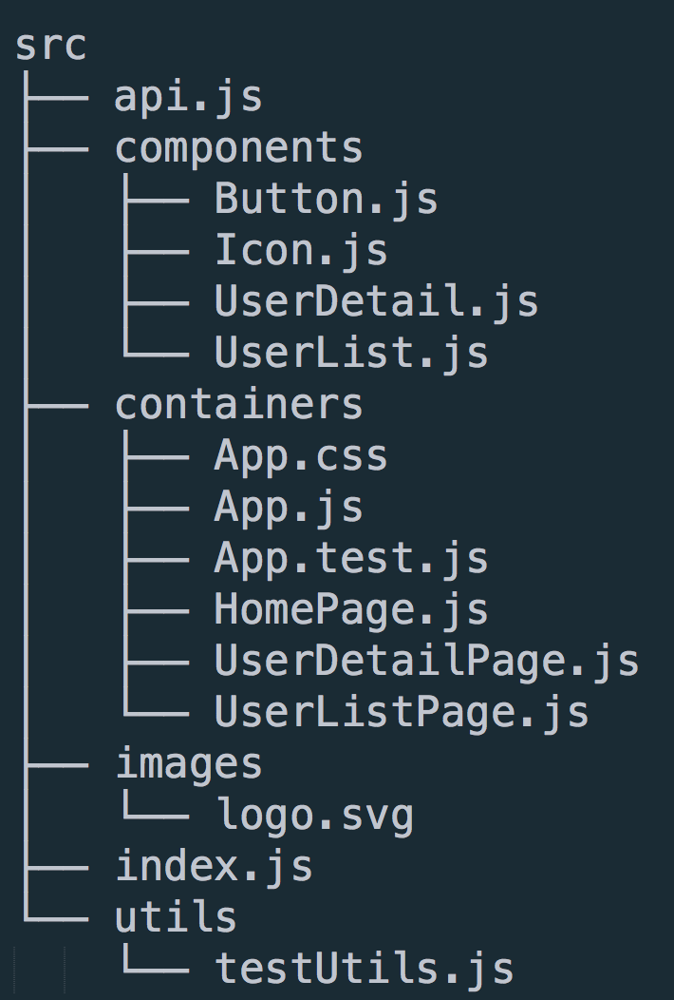 src
├── api.js
├── components
│   ├── Button.js
│   ├── Icon.js
│   ├── UserDetail.js
│   └── UserList.js
├── containers
│   ├── App.css
│   ├── App.js
│   ├── App.test.js
│   ├── HomePage.js
│   ├── UserDetailPage.js
│   └── UserListPage.js
├── images
│   └── logo.svg
├── index.js
└── utils
    └── testUtils.js